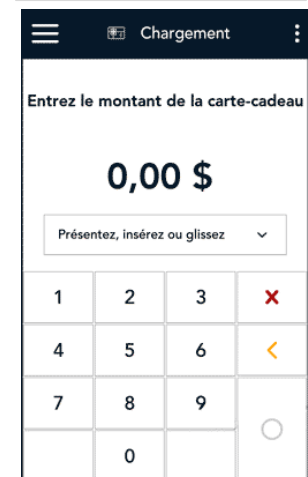 Chargement
Entrez le montant de la carte-cadeau
0,00 $
Présentez, insérez ou glissez
1 2 3
4 5 6
7 8 9
0